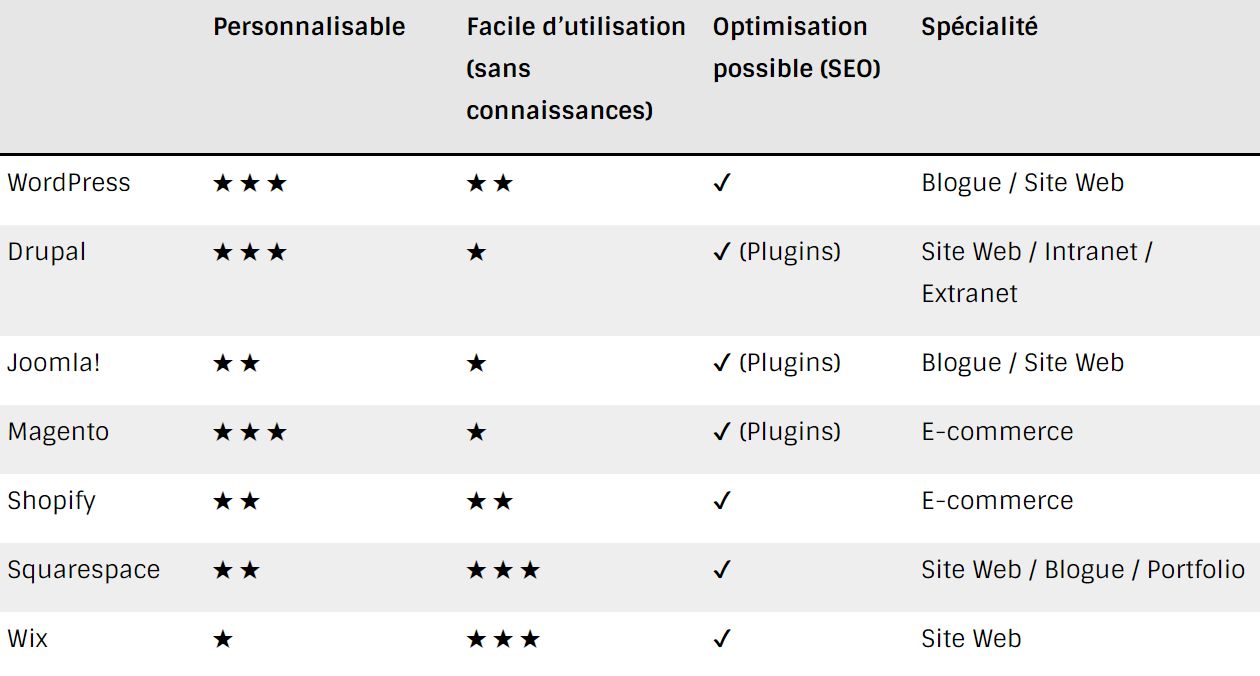 Personnalisable Facile d’utilisation Optimisation Spécialité
(sans possible (SEO)
connaissances)
WordPress ★★★ ★★ ✓ Blogue / Site Web
Drupal ★★★ ★ ✓ (Plugins) Site Web / Intranet /
Extranet
Joomla! ★★ ★ ✓ (Plugins) Blogue / Site Web
Magento ★★★ ★ ✓ (Plugins) E-commerce
Shopify ★★ ★★ ✓ E-commerce
Squarespace ★★ ★★★ ✓ Site Web / Blogue / Portfolio
Wix ★ ★★★ ✓ Site Web